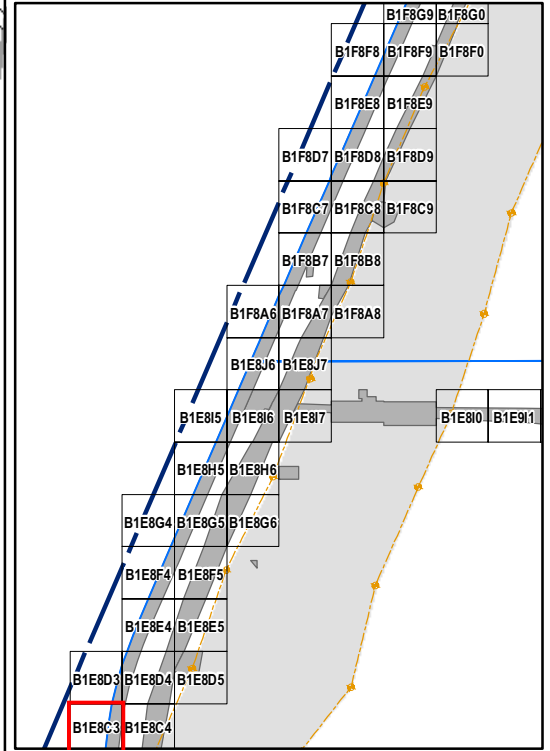 B1F8G9 B1F8G0
B1F8F8 B1F8F9 B1F8F0
B1F8E8 B1F8E9
B1F8D7 B1F8D8 B1F8D9
B1F8C7 B1F8C8 B1F8C9
B1F8B7 B1F8B8
B1F8A6 B1F8A7 B1F8A8
B1E8J6 B1E8J7
B1E8I5 B1E8I6 B1E8I7 B1E8I0 B1E9I1
B1E8H5 B1E8H6
B1E8G4 B1E8G5 B1E8G6
B1E8F4 B1E8F5
B1E8E4 B1E8E5
B1E8D3 B1E8D4 B1E8D5
B1E8C3 B1E8C4